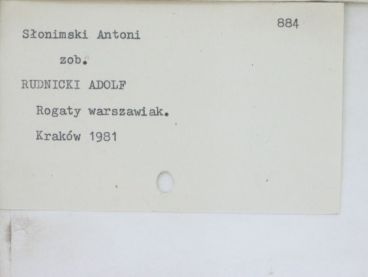 884
Słonimski Antoni
zob.
RUDNICKI ADOLF
Rogaty warszawiak.
Kraków 1981